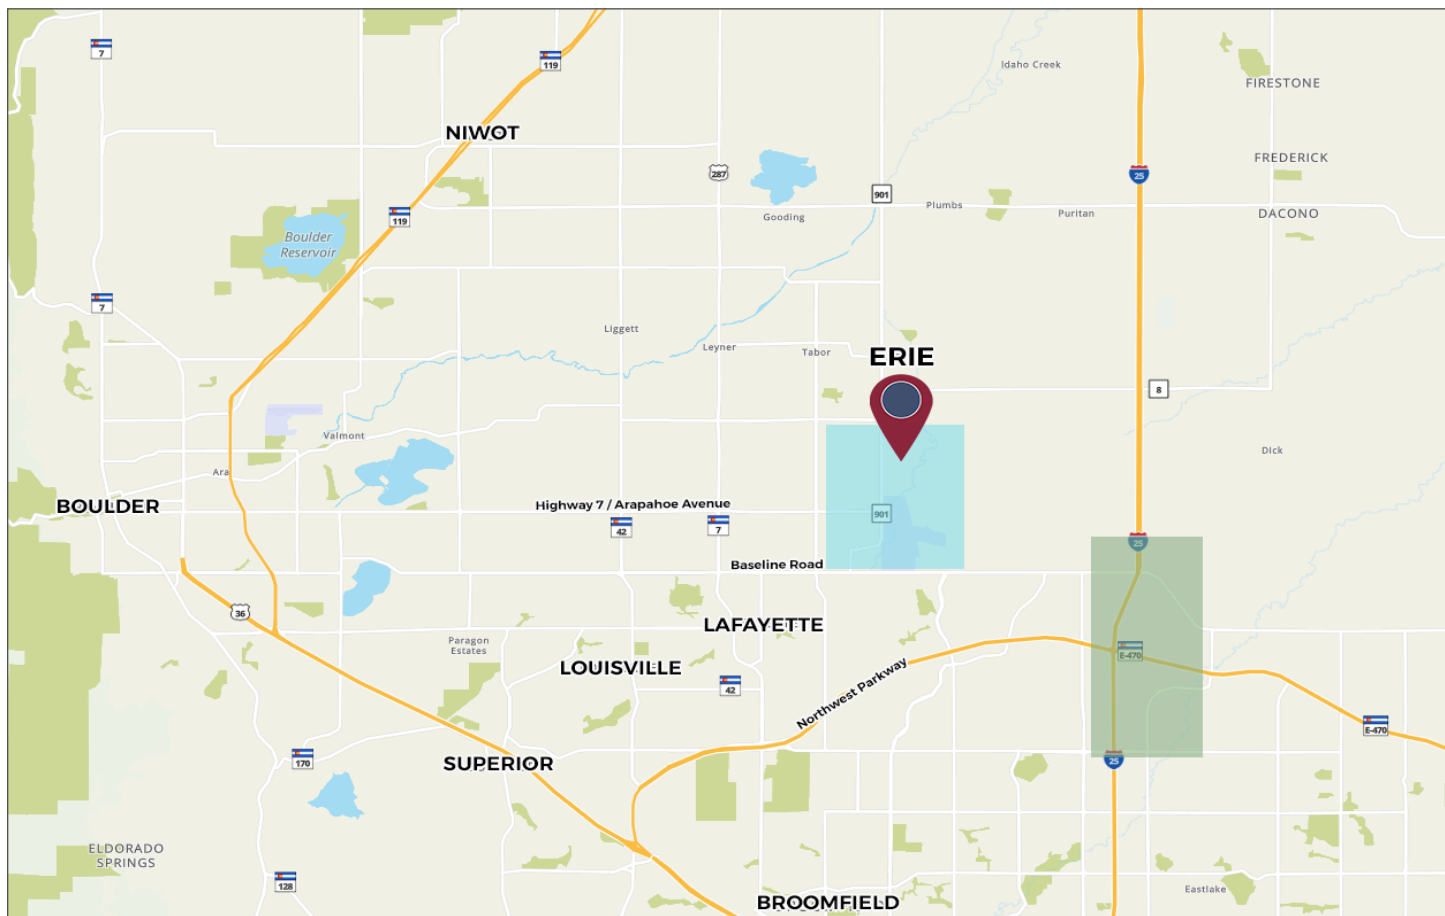 7
119
Idaho Creek
FIRESTONE
NIWOT
FREDERICK
287
25
901
119
Gooding
Plumbs
Puritan
DACONO
Boulder
Reservoir
7
Liggett
Leyner
Tabor
ERIE
8
Valmont
Ara
Dick
BOULDER
Highway 7 / Arapahoe Avenue
901
42
7
25
Baseline Road
36
LAFAYETTE
Paragon
Estates
E-470
LOUISVILLE
42
Northwest Parkway
E-470
SUPERIOR
170
25
ELDORADO
SPRINGS
128
Eastlake
BROOMFIELD